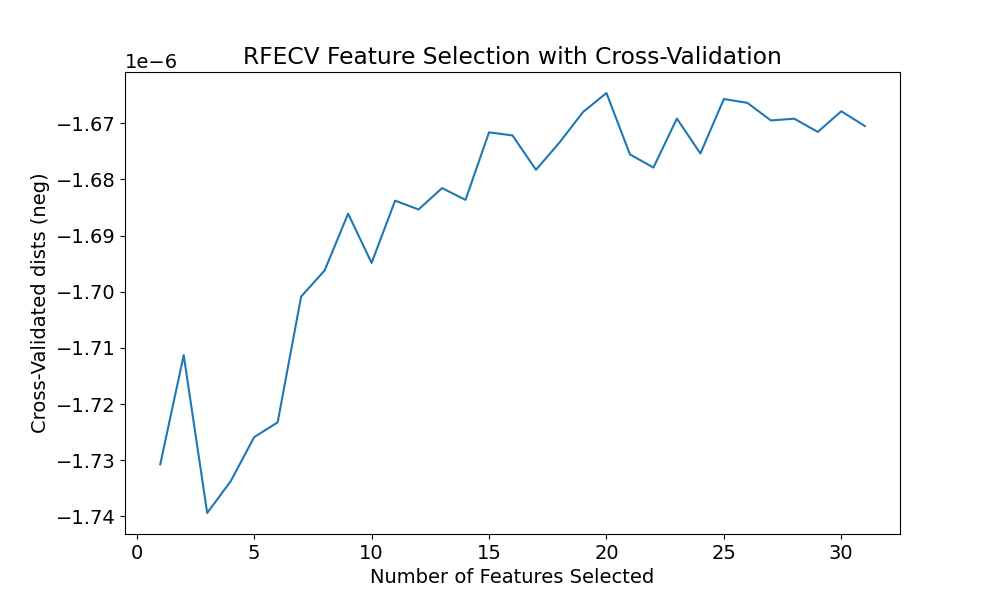 RFECV Feature Selection with Cross-Validation
1e−6
−1.67
−1.68
−1.69
−1.70
−1.71
−1.72
−1.73
−1.74
Cross-Validated dists (neg)
0 5 10 15 20 25 30
Number of Features Selected